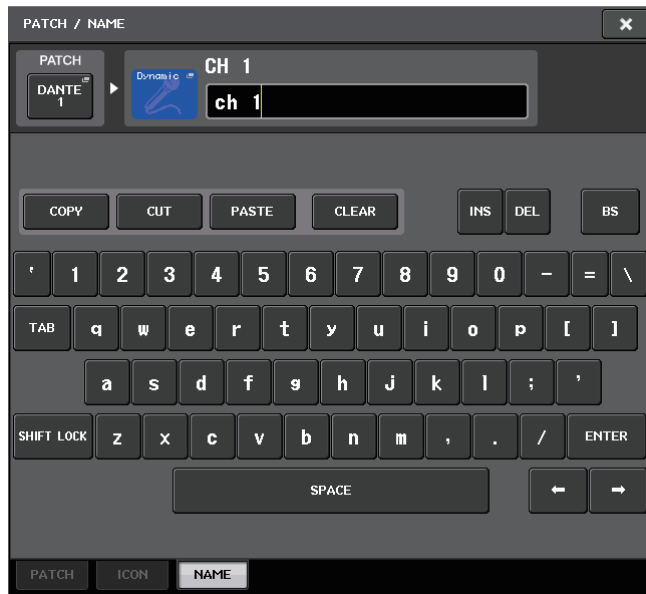 PATCH / NAME ×
PATCH
DANTE
1
Dynamic
CH 1
ch 1
COPY CUT PASTE CLEAR INS DEL BS
' 1 2 3 4 5 6 7 8 9 0 - = \
TAB q w e r t y u i o p [ ]
a s d f g h j k l ; '
SHIFT LOCK z x c v b n m , . / ENTER
SPACE ← →
PATCH ICON NAME